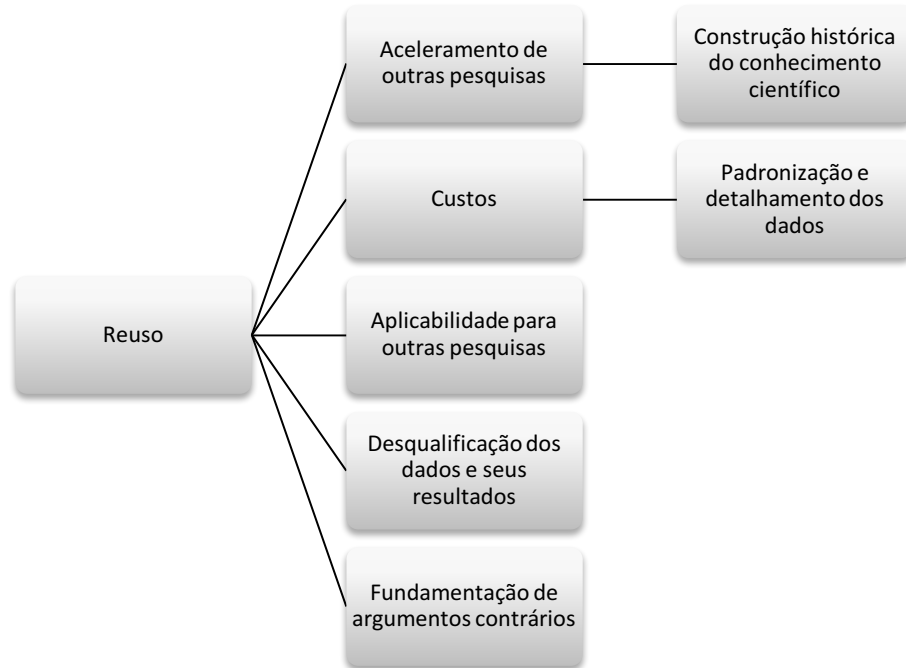 Aceleramento de
outras pesquisas
Construção histórica
do conhecimento
científico
Custos
Padronização e
detalhamento dos
dados
Reuso
Aplicabilidade para
outras pesquisas
Desqualificação dos
dados e seus
resultados
Fundamentação de
argumentos contrários